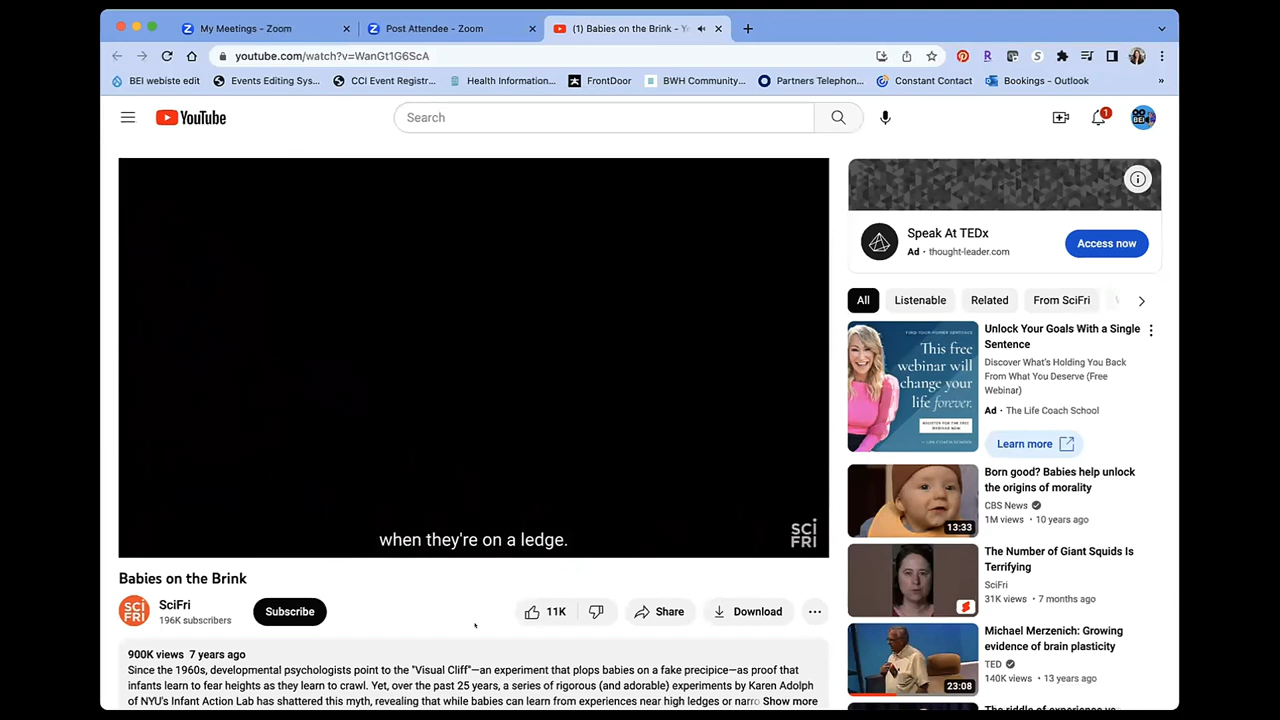 My Meetings - Zoom
Post Attendee - Zoom
(1) Babies on the Brink - Y
youtube.com/watch?v=WanGt1G6ScA
BEI webiste edit
Events Editing Sy...
CCI Event Registr...
Health Information...
FrontDoor
BWH Community...
Partners Telephon...
Constant Contact
Bookings - Outlook
YouTube
Search
1
BEI
Speak At TEDx
Ad · thought-leader.com
Access now
All
Listenable
Related
From SciFri
This free
webinar will
change your
life forever.
Unlock Your Goals With a Single
Sentence
Discover What's Holding You Back
From What You Deserve (Free
Webinar)
Ad · The Life Coach School
Learn more
Born good? Babies help unlock
the origins of morality
CBS News
1M views · 10 years ago
13:33
The Number of Giant Squids Is
Terrifying
SciFri
31K views · 7 months ago
Michael Merzenich: Growing
evidence of brain plasticity
TED
140K views · 13 years ago
23:08
when they're on a ledge.
SCI
FRI
Babies on the Brink
SCI
FRI
SciFri
196K subscribers
Subscribe
11K
Share
Download
900K views 7 years ago
Since the 1960s, developmental psychologists point to the "Visual Cliff"—an experiment that plops babies on a fake precipice—as proof that
infants learn to fear heights as they learn to crawl. Yet, over the past 25 years, a series of rigorous (and adorable) experiments by Karen Adolph
of NYU's Infant Action Lab has shattered this myth, revealing that while babies can learn from experiences near high ledges or narro Show more